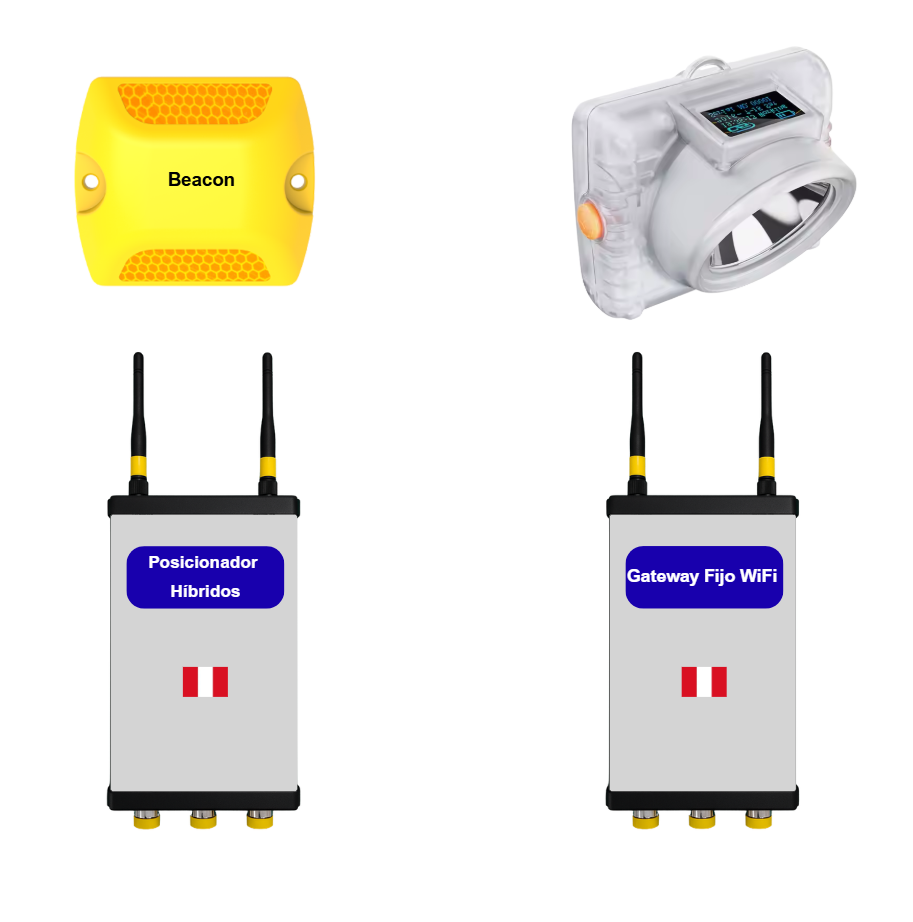 Beacon
Posicionador
Híbridos
Gateway Fijo WiFi